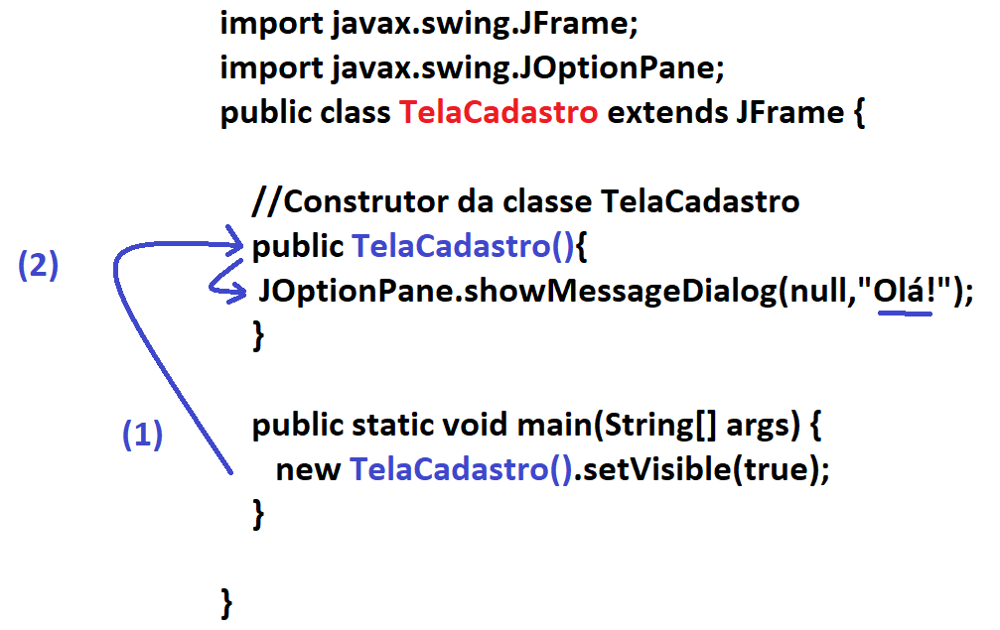 import javax.swing.JFrame;
import javax.swing.JOptionPane;
public class TelaCadastro extends JFrame {
//Construtor da classe TelaCadastro
(2)
public TelaCadastro(){
JOptionPane.showMessageDialog(null,"Olá!");
}
(1)
public static void main(String[] args) {
new TelaCadastro().setVisible(true);
}
}